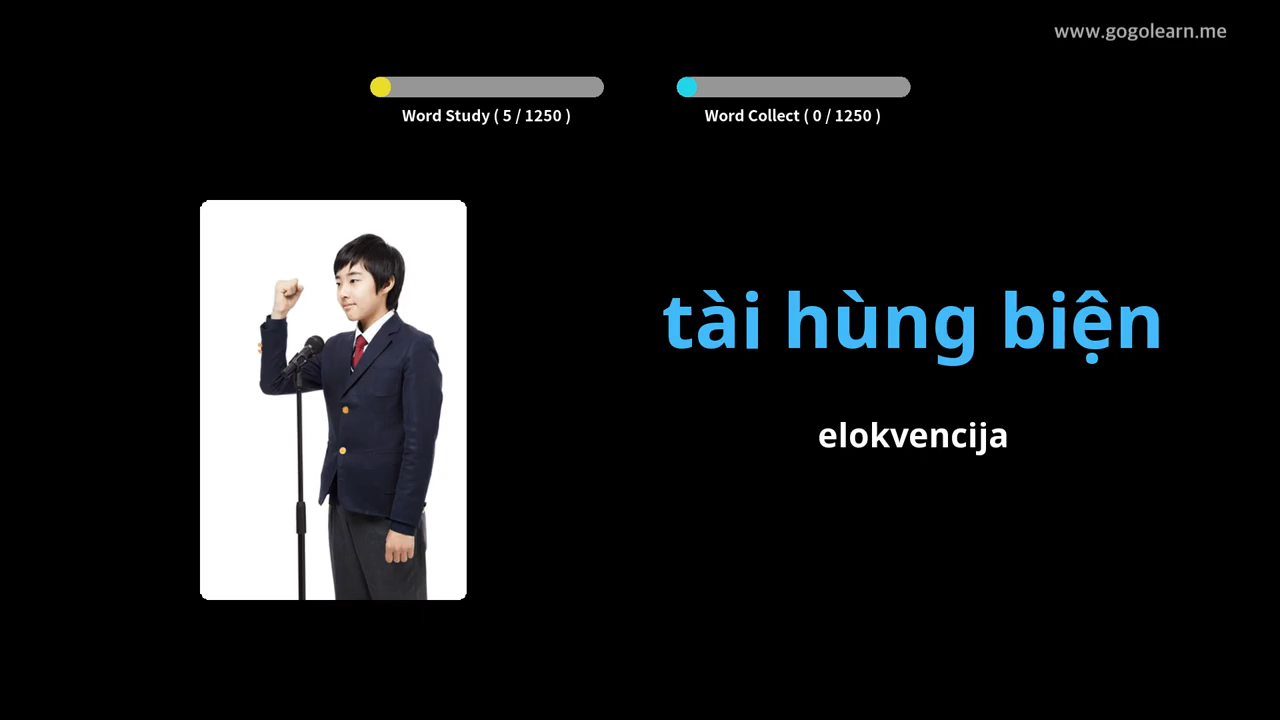 www.gogolearn.me
Word Study ( 5 / 1250 )
Word Collect ( 0 / 1250 )
tài hùng biện
elokvencija